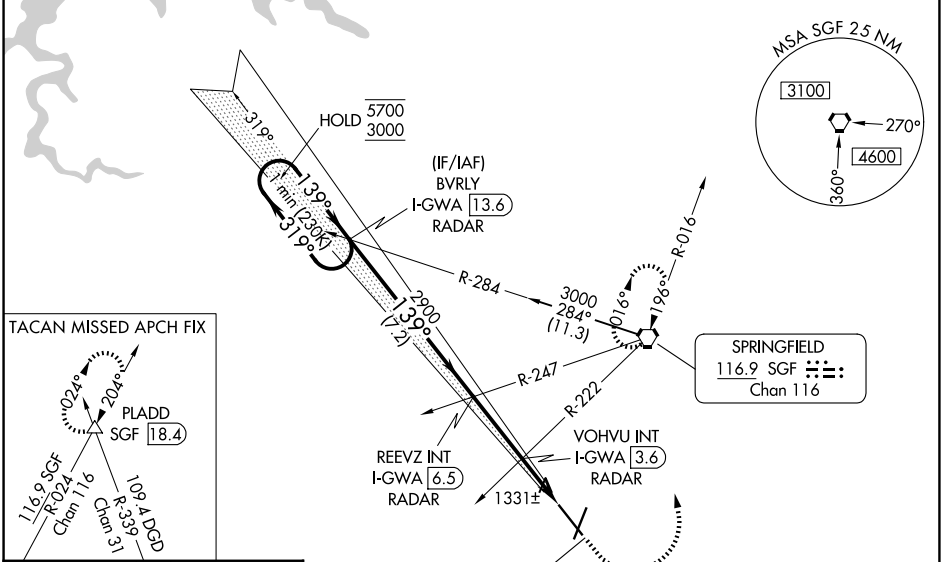 MSA SGF 25 NM
3100
270°
4600
360°
HOLD 5700
3000
319°
139°
1 min (230K)
319°
(IF/IAF)
BVRLY
I-GWA 13.6
RADAR
R-016
R-284
3000
284°
(11.3)
016°
196°
2900
139°
(7.2)
SPRINGFIELD
116.9 SGF
Chan 116
R-247
R-222
VOHVU INT
I-GWA 3.6
RADAR
REEVZ INT
I-GWA 6.5
RADAR
1331±
TACAN MISSED APCH FIX
024°
204°
PLADD
SGF 18.4
116.9 SGF
R-024
Chan 116
109.4 DGD
R-339
Chan 31